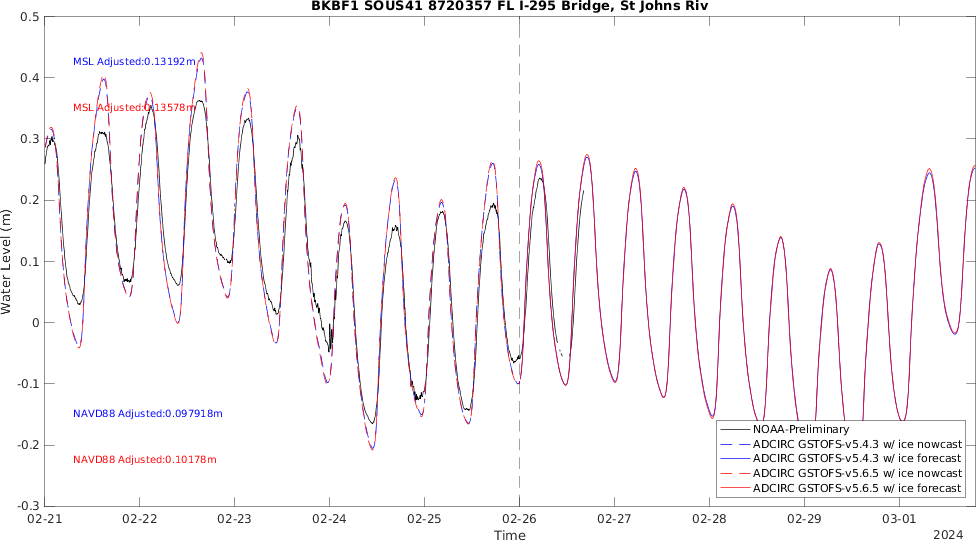 BKBF1 SOUS41 8720357 FL I-295 Bridge, St Johns Riv
0.5
0.4
0.3
0.2
0.1
0
-0.1
-0.2
-0.3
Water Level (m)
MSL Adjusted:0.13192m
MSL Adjusted:0.13578m
NAVD88 Adjusted:0.097918m
NAVD88 Adjusted:0.10178m
NOAA-Preliminary
ADCIRC GSTOFS-v5.4.3 w/ ice nowcast
ADCIRC GSTOFS-v5.4.3 w/ ice forecast
ADCIRC GSTOFS-v5.6.5 w/ ice nowcast
ADCIRC GSTOFS-v5.6.5 w/ ice forecast
02-21 02-22 02-23 02-24 02-25 02-26 02-27 02-28 02-29 03-01
Time
2024